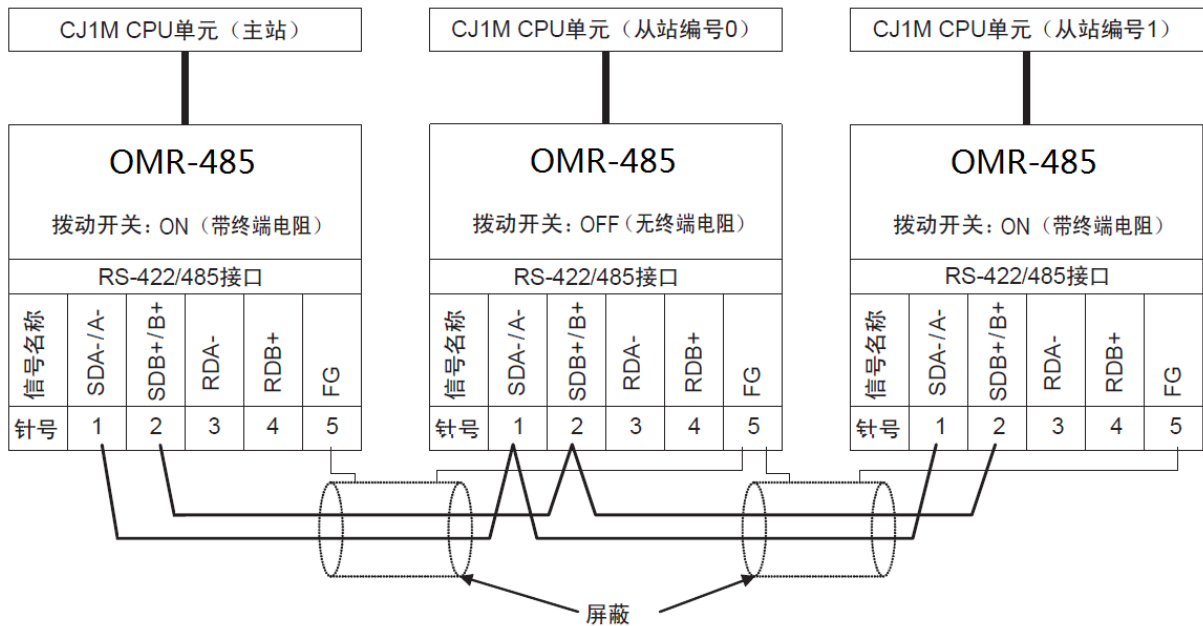 CJ1M CPU单元（主站）
CJ1M CPU单元（从站编号0）
CJ1M CPU单元（从站编号1）
OMR-485
拨动开关：ON（带终端电阻）
RS-422/485接口
信号名称 SDA-/A- SDB+/B+ RDA- RDB+ FG
针号 1 2 3 4 5
OMR-485
拨动开关：OFF（无终端电阻）
RS-422/485接口
信号名称 SDA-/A- SDB+/B+ RDA- RDB+ FG
针号 1 2 3 4 5
OMR-485
拨动开关：ON（带终端电阻）
RS-422/485接口
信号名称 SDA-/A- SDB+/B+ RDA- RDB+ FG
针号 1 2 3 4 5
屏蔽